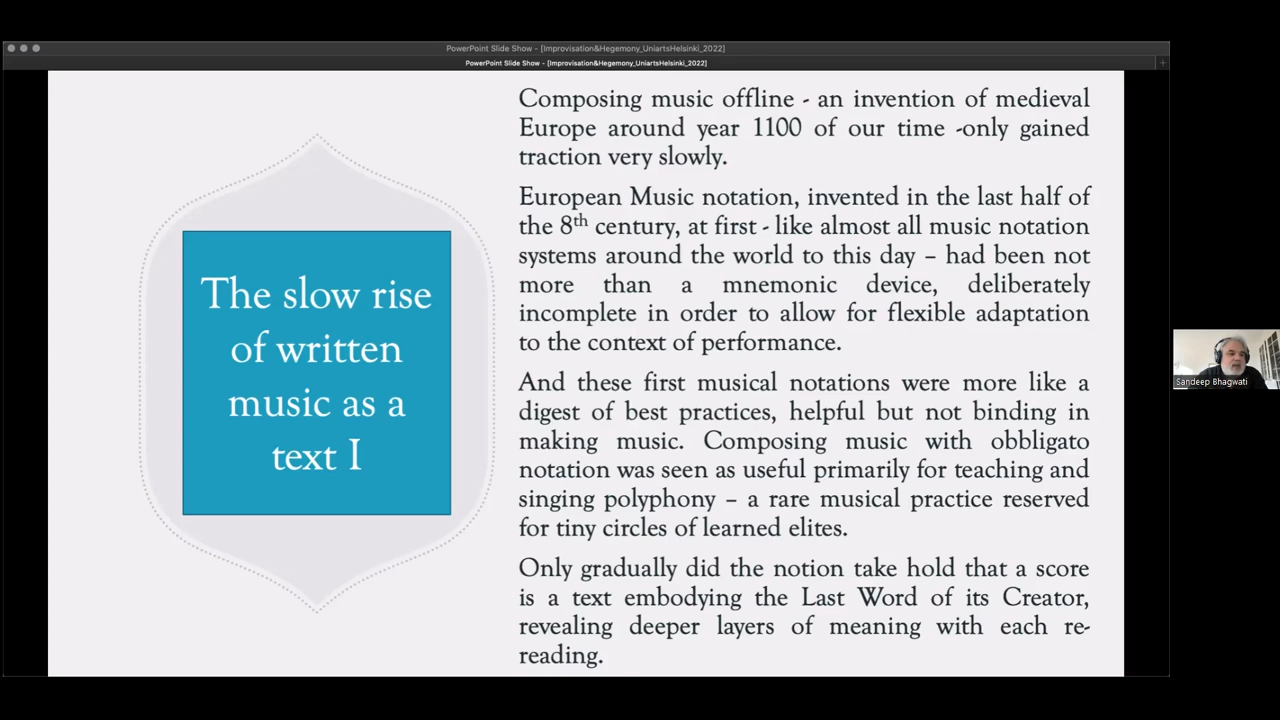 PowerPoint Slide Show - [Improvisation&Hegemony_UniartsHelsinki_2022]
PowerPoint Slide Show - [Improvisation&Hegemony_UniartsHelsinki_2022]
The slow rise
of written
music as a
text I
Composing music offline - an invention of medieval
Europe around year 1100 of our time -only gained
traction very slowly.
European Music notation, invented in the last half of
the 8th century, at first - like almost all music notation
systems around the world to this day – had been not
more than a mnemonic device, deliberately
incomplete in order to allow for flexible adaptation
to the context of performance.
And these first musical notations were more like a
digest of best practices, helpful but not binding in
making music. Composing music with obbligato
notation was seen as useful primarily for teaching and
singing polyphony – a rare musical practice reserved
for tiny circles of learned elites.
Only gradually did the notion take hold that a score
is a text embodying the Last Word of its Creator,
revealing deeper layers of meaning with each re-
reading.
Sandeep Bhagwati